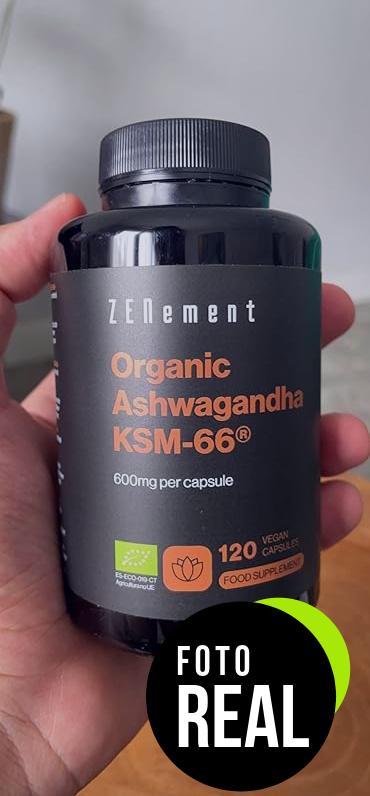 ZENement
Organic
Ashwagandha
KSM-66®
600mg per capsule
120 VEGAN
CAPSULES
FOOD SUPPLEMENT
ES-ECO-019-CT
Agricultura no UE
FOTO
REAL